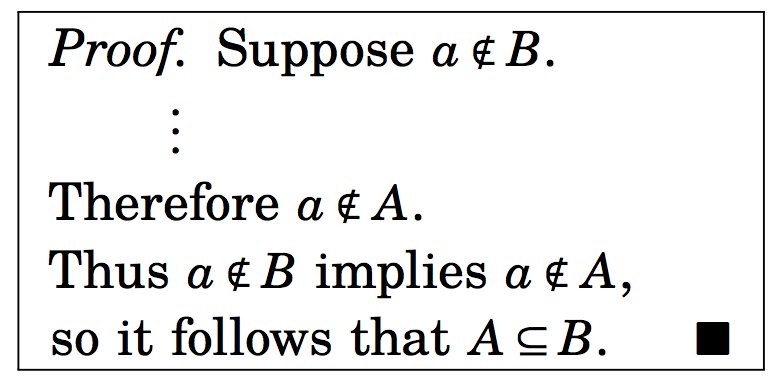 Proof. Suppose a ∉ B.
⋮
Therefore a ∉ A.
Thus a ∉ B implies a ∉ A,
so it follows that A ⊆ B. ■